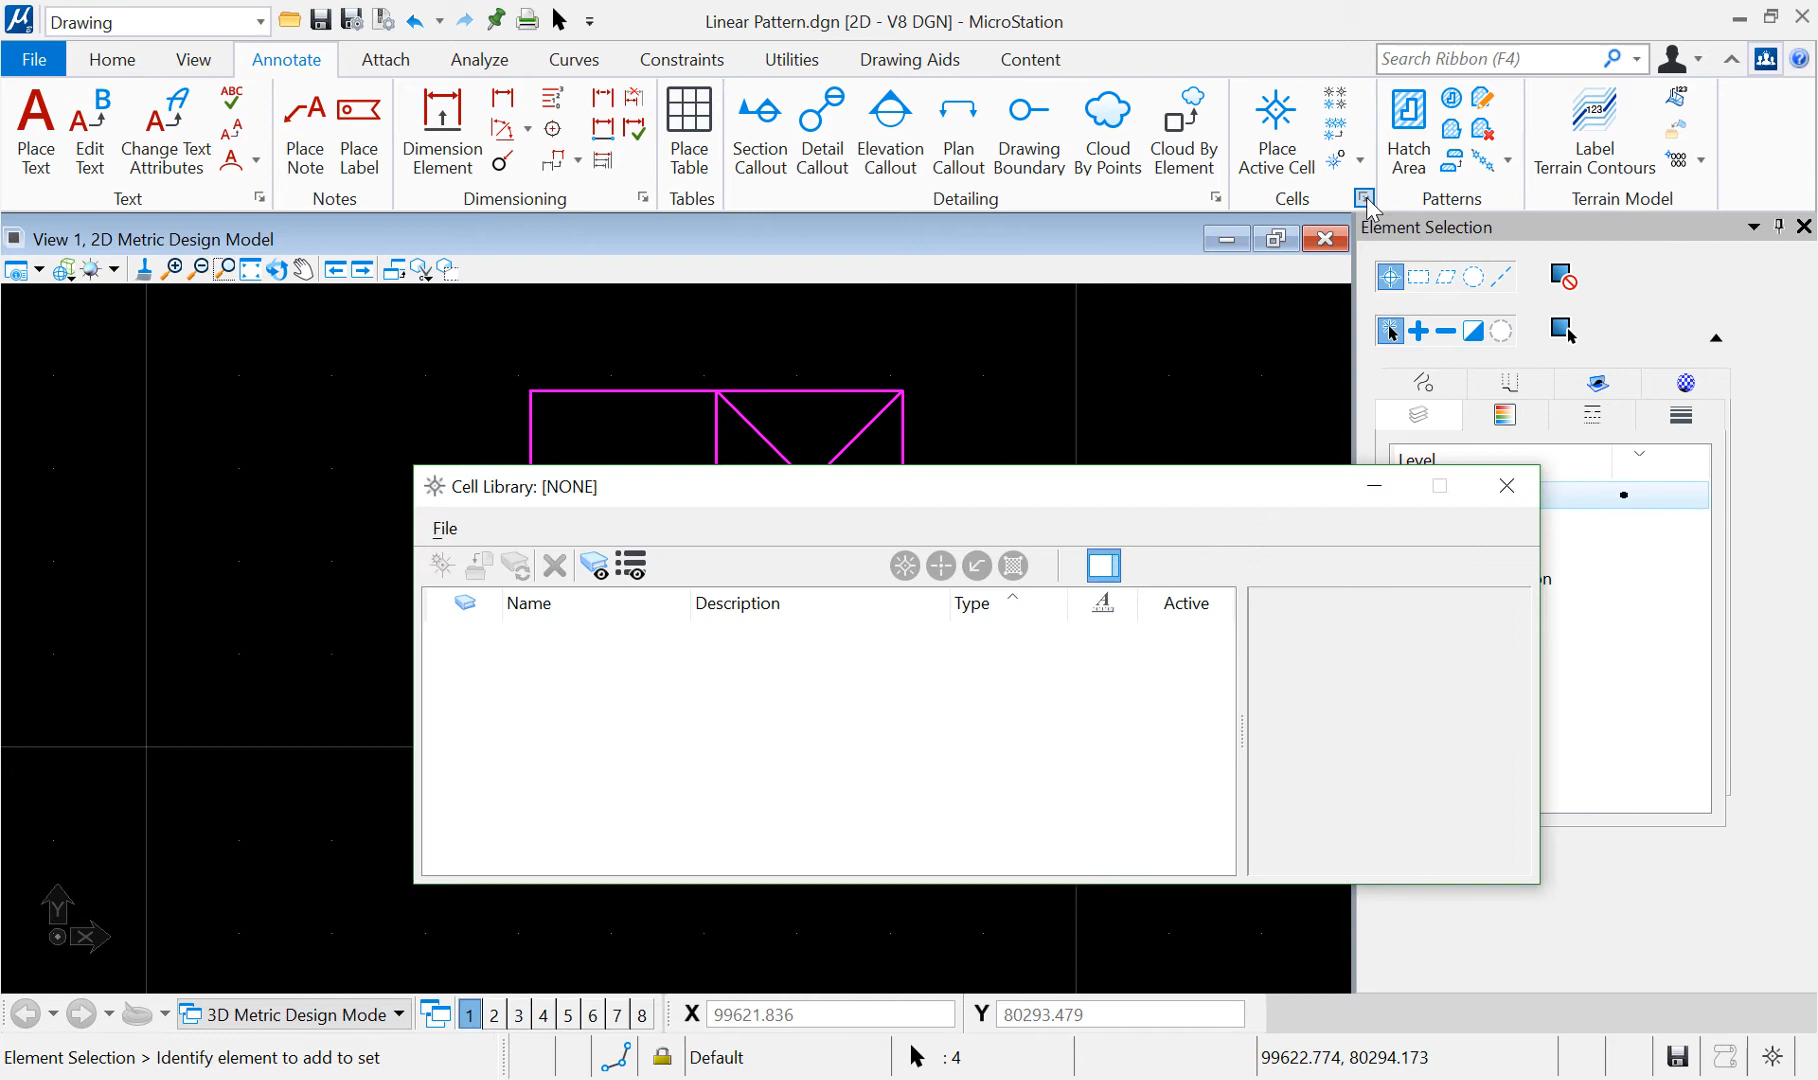 Drawing
Linear Pattern.dgn [2D - V8 DGN] - MicroStation
File Home View Annotate Attach Analyze Curves Constraints Utilities Drawing Aids Content
Search Ribbon (F4)
Place Text
Edit Text
Change Text Attributes
ABC
Place Note
Place Label
Dimension Element
Place Table
Section Callout
Detail Callout
Elevation Callout
Plan Callout
Drawing Boundary
Cloud By Points
Cloud By Element
Place Active Cell
Hatch Area
Label Terrain Contours
Text Notes Dimensioning Tables Detailing Cells Patterns Terrain Model
View 1, 2D Metric Design Model
Element Selection
Level
on
Cell Library: [NONE]
File
Name Description Type Active
Y
X
3D Metric Design Mode
1 2 3 4 5 6 7 8
X 99621.836
Y 80293.479
Element Selection > Identify element to add to set
Default
: 4
99622.774, 80294.173